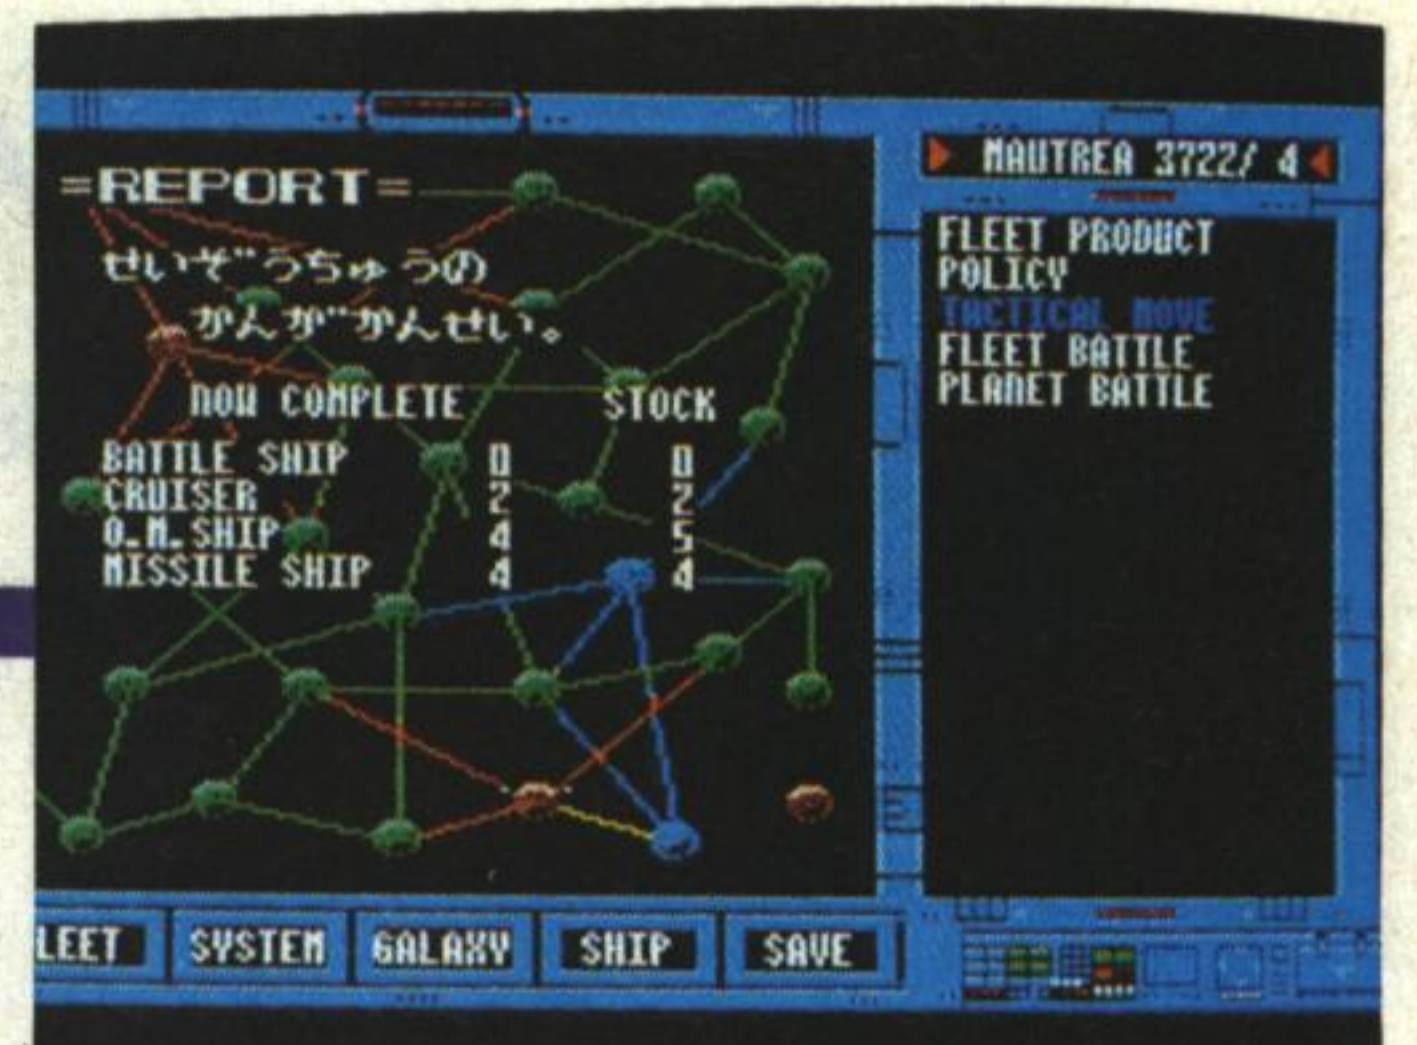 =REPORT=
せいぞうちゅうの
かんが かんせい。
NOW COMPLETE STOCK
BATTLE SHIP 0 0
CRUISER 2 2
O.M.SHIP 4 5
MISSILE SHIP 4 4
MAUTREA 3722/ 4
FLEET PRODUCT
POLICY
TACTICAL MOVE
FLEET BATTLE
PLANET BATTLE
LEET
SYSTEM
GALAXY
SHIP
SAVE